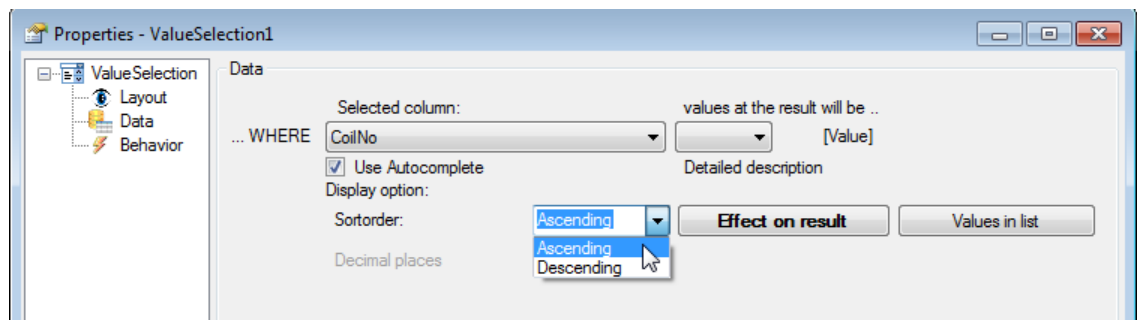 Properties - ValueSelection1
ValueSelection
Layout
Data
Behavior
Data
Selected column:
values at the result will be ..
... WHERE
CoilNo
[Value]
Use Autocomplete
Detailed description
Display option:
Sortorder:
Ascending
Effect on result
Values in list
Ascending
Descending
Decimal places